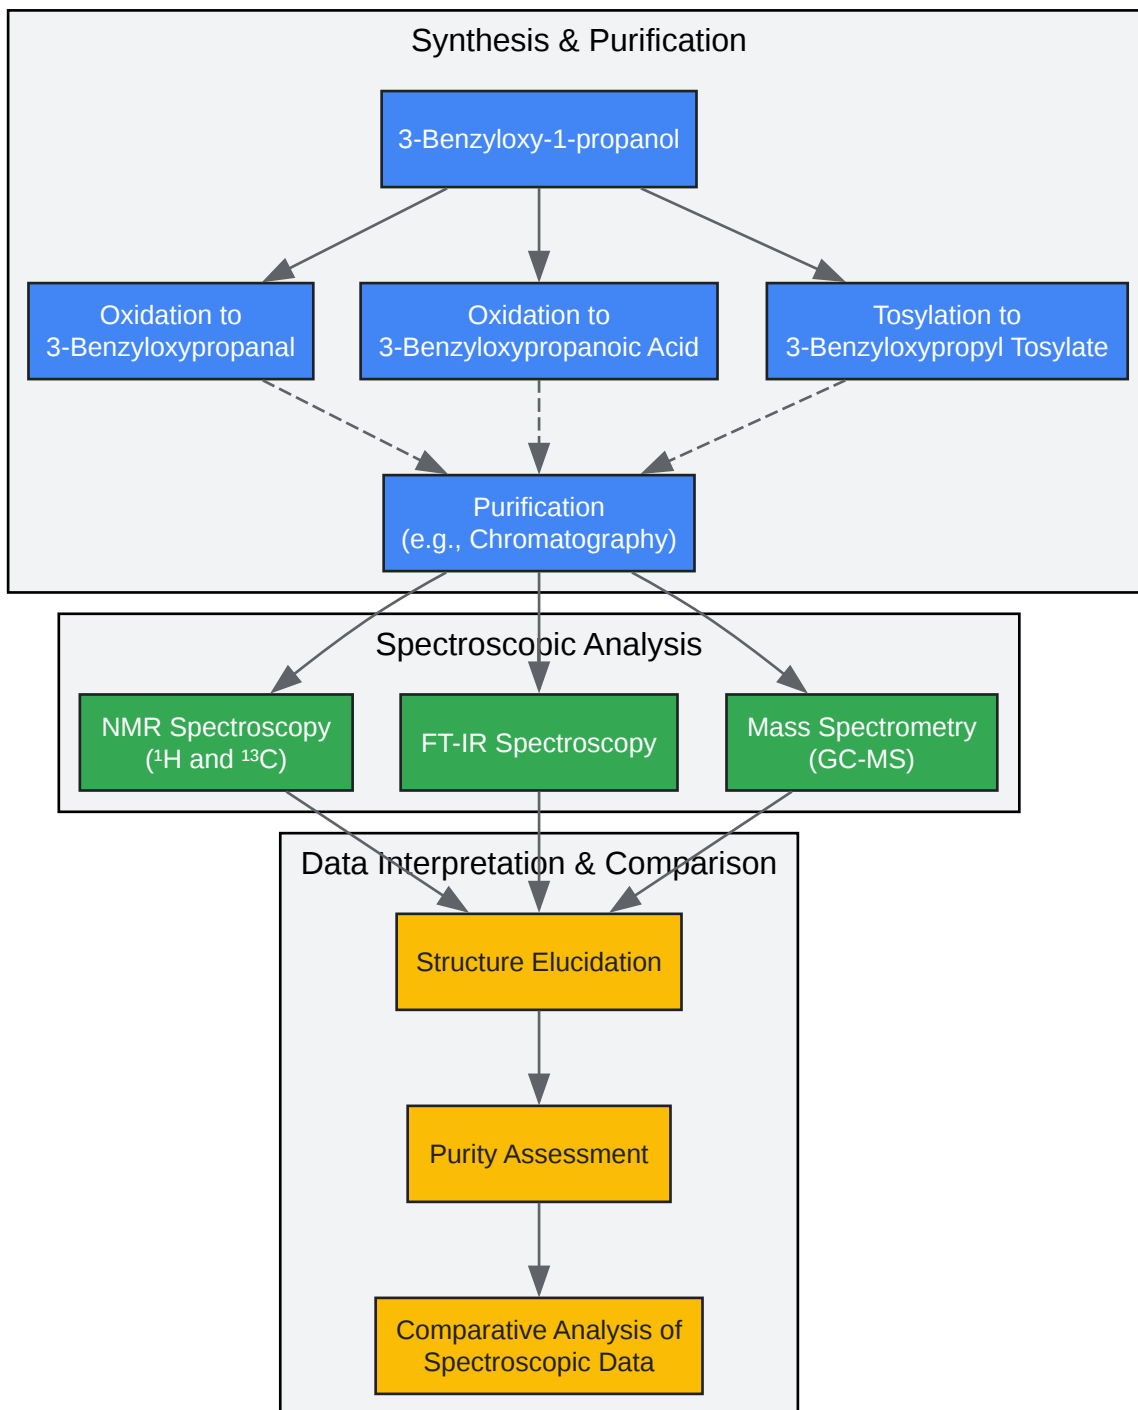 Synthesis & Purification
3-Benzyloxy-1-propanol
Oxidation to
3-Benzyloxypropanal
Oxidation to
3-Benzyloxypropanoic Acid
Tosylation to
3-Benzyloxypropyl Tosylate
Purification
(e.g., Chromatography)
Spectroscopic Analysis
NMR Spectroscopy
(¹H and ¹³C)
FT-IR Spectroscopy
Mass Spectrometry
(GC-MS)
Data Interpretation & Comparison
Structure Elucidation
Purity Assessment
Comparative Analysis of
Spectroscopic Data